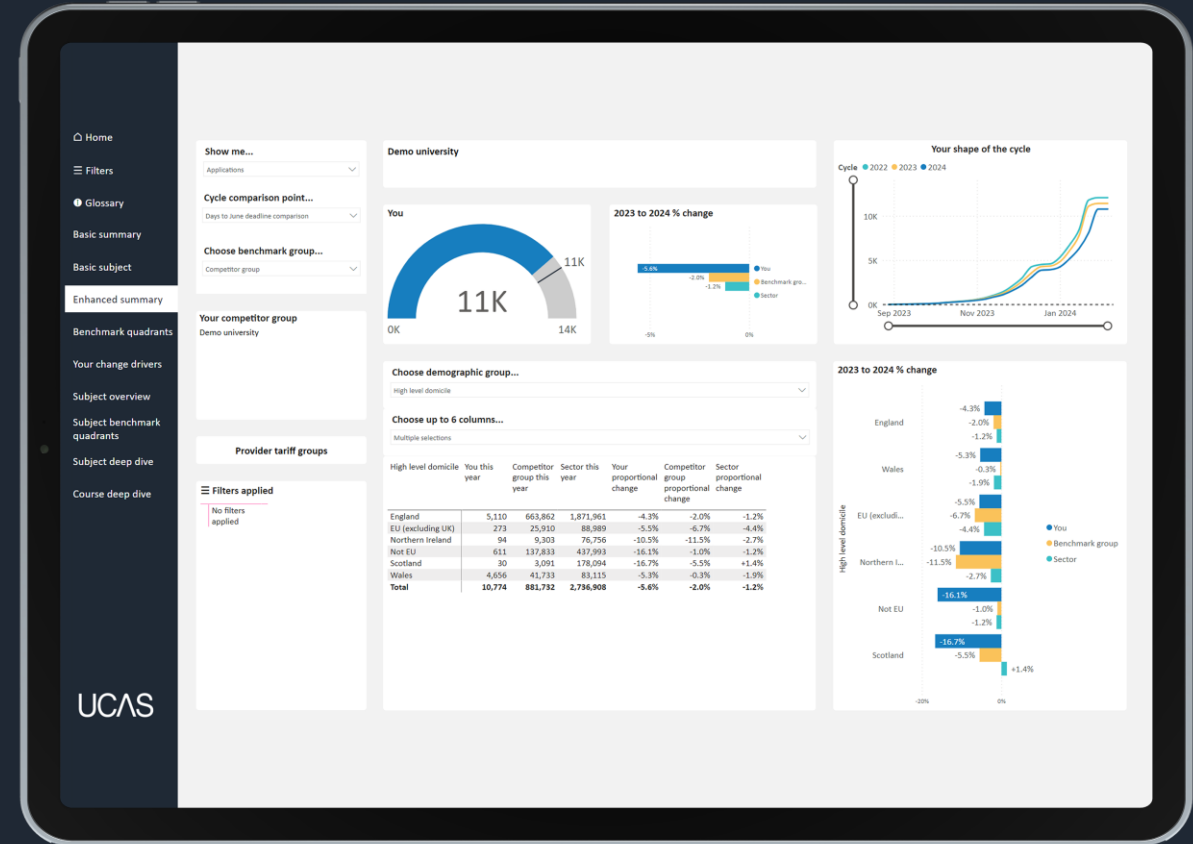 Home
Filters
Glossary
Basic summary
Basic subject
Enhanced summary
Benchmark quadrants
Your change drivers
Subject overview
Subject benchmark
quadrants
Subject deep dive
Course deep dive
UCAS
Show me...
Applications
Cycle comparison point...
Days to June deadline comparison
Choose benchmark group...
Competitor group
Your competitor group
Demo university
Provider tariff groups
Filters applied
No filters
applied
Demo university
You
11K
11K
0K
14K
2023 to 2024 % change
-5.6%
-2.0%
-1.2%
You
Benchmark gro...
Sector
-5%
0%
Your shape of the cycle
Cycle 2022 2023 2024
10K
5K
0K
Sep 2023 Nov 2023 Jan 2024
Choose demographic group...
High level domicile
Choose up to 6 columns...
Multiple selections
High level domicile You this Competitor Sector this Your Competitor Sector
year group this year proportional group proportional
year change proportional change
change
England 5,110 663,862 1,871,961 -4.3% -2.0% -1.2%
EU (excluding UK) 273 25,910 88,989 -5.5% -6.7% -4.4%
Northern Ireland 94 9,303 76,756 -10.5% -11.5% -2.7%
Not EU 611 137,833 437,993 -16.1% -1.0% -1.2%
Scotland 30 3,091 178,094 -16.7% -5.5% +1.4%
Wales 4,656 41,733 83,115 -5.3% -0.3% -1.9%
Total 10,774 881,732 2,736,908 -5.6% -2.0% -1.2%
2023 to 2024 % change
High level domicile
England
-4.3%
-2.0%
-1.2%
Wales
-5.3%
-0.3%
-1.9%
EU (excludi...
-5.5%
-6.7%
-4.4%
Northern I...
-10.5%
-11.5%
-2.7%
Not EU
-16.1%
-1.0%
-1.2%
Scotland
-16.7%
-5.5%
+1.4%
-20%
0%
You
Benchmark group
Sector